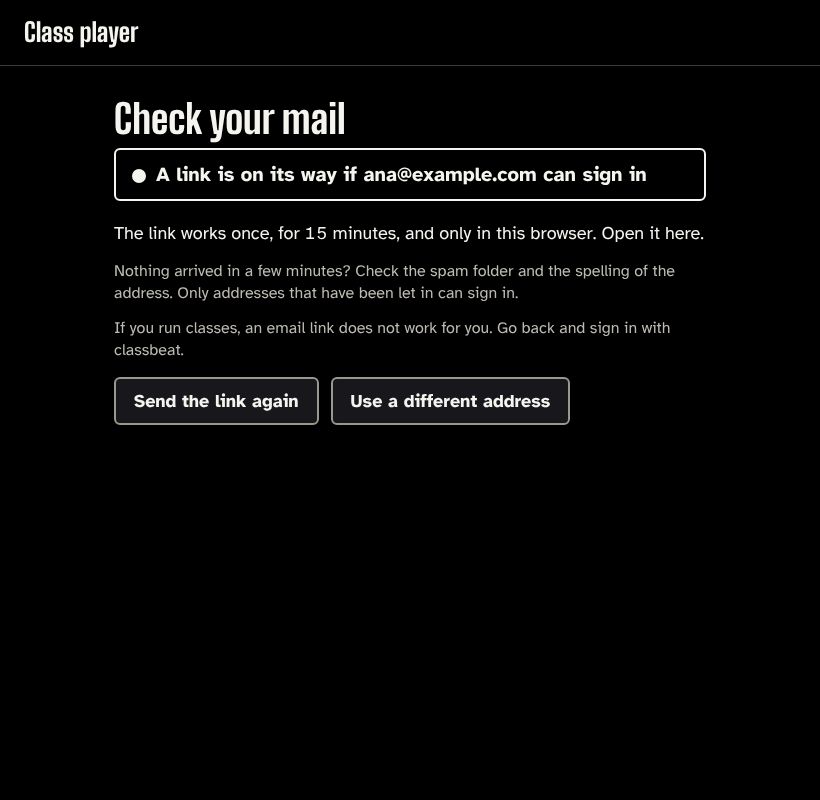 Class player
Check your mail
A link is on its way if ana@example.com can sign in
The link works once, for 15 minutes, and only in this browser. Open it here.
Nothing arrived in a few minutes? Check the spam folder and the spelling of the
address. Only addresses that have been let in can sign in.
If you run classes, an email link does not work for you. Go back and sign in with
classbeat.
Send the link again
Use a different address